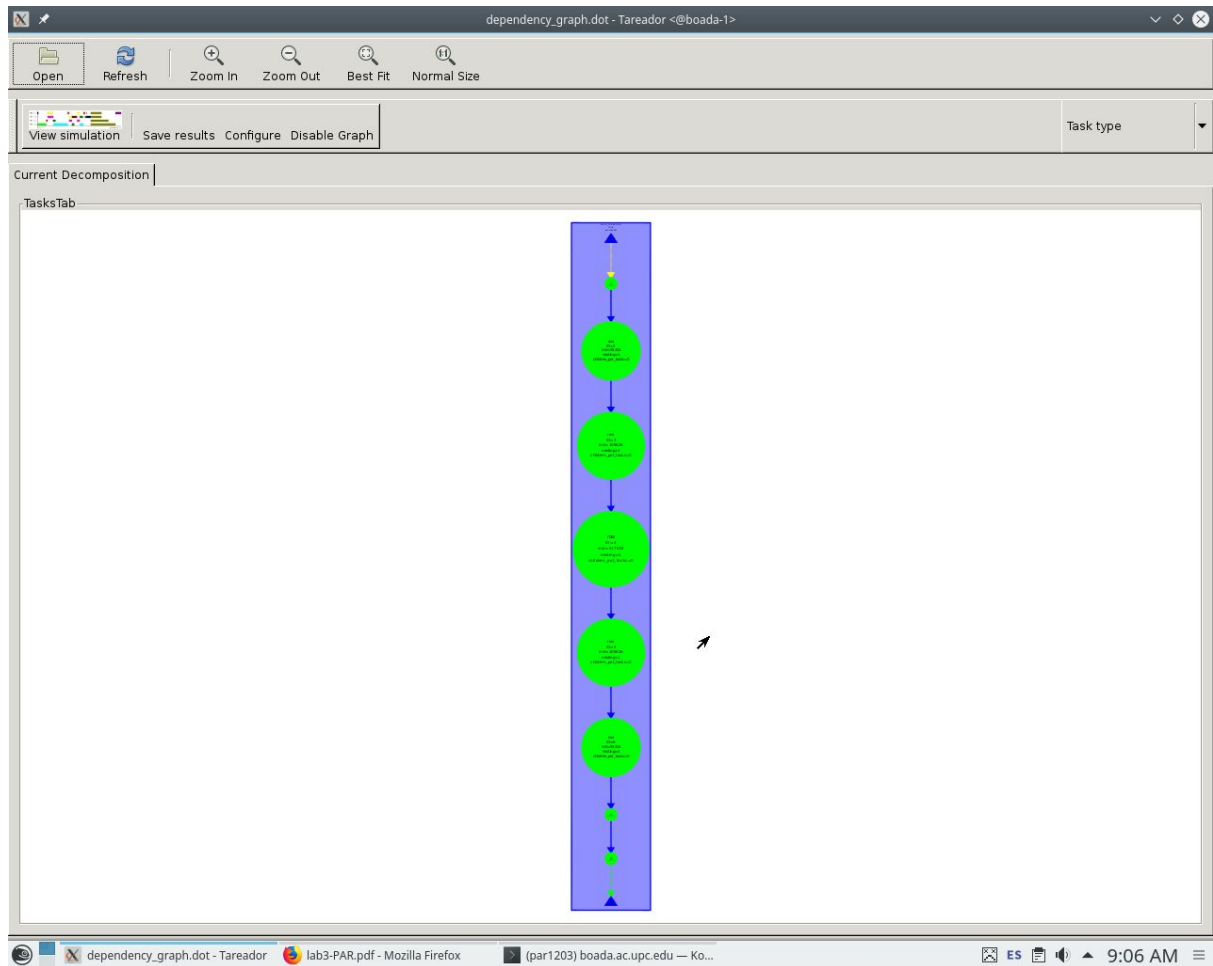 dependency_graph.dot - Tareador <@boada-1>
Open Refresh Zoom In Zoom Out Best Fit Normal Size
View simulation Save results Configure Disable Graph Task type
Current Decomposition
TasksTab
dependency_graph.dot - Tareador lab3-PAR.pdf - Mozilla Firefox (par1203) boada.ac.upc.edu — Ko... ES 9:06 AM